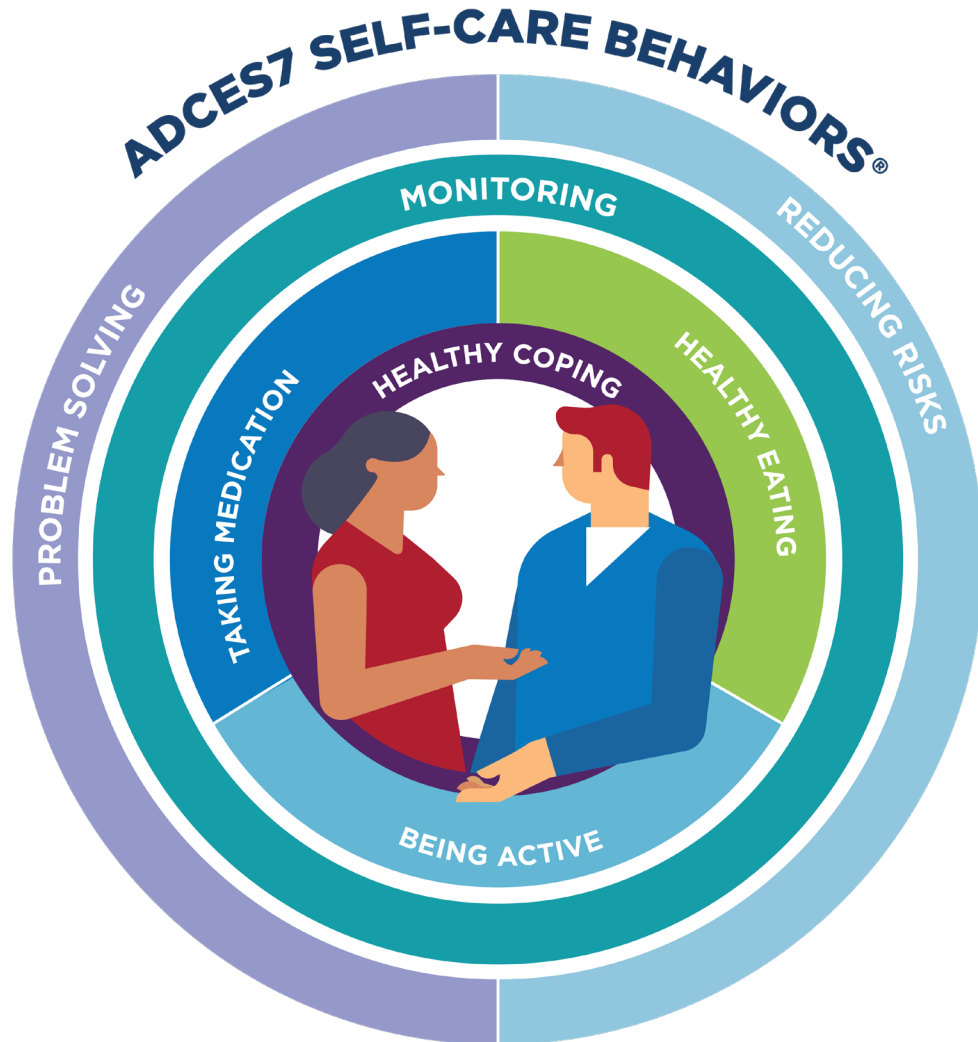 ADCES7 SELF-CARE BEHAVIORS®
PROBLEM SOLVING
REDUCING RISKS
MONITORING
TAKING MEDICATION
HEALTHY EATING
HEALTHY COPING
BEING ACTIVE